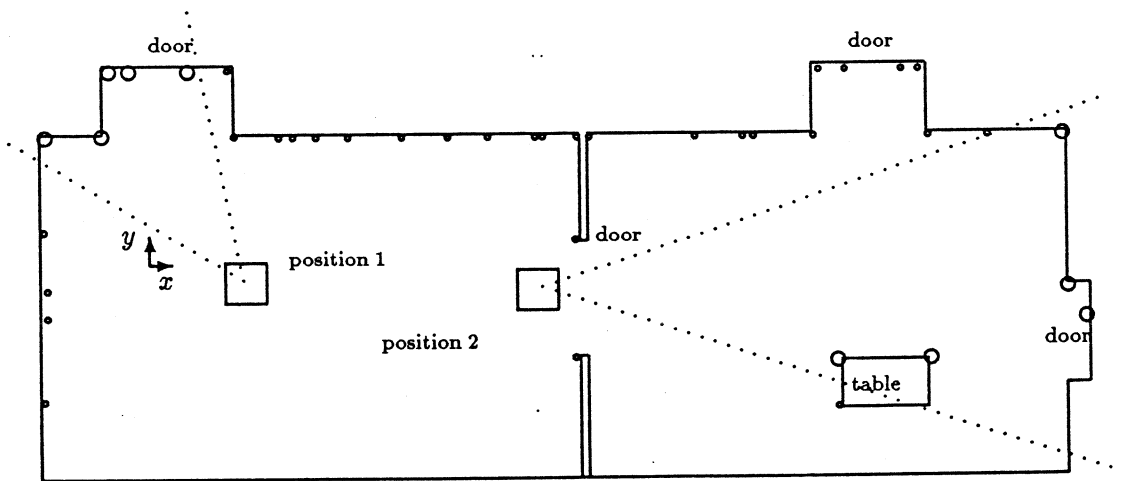 door
door
door
y
x
position 1
position 2
door
table